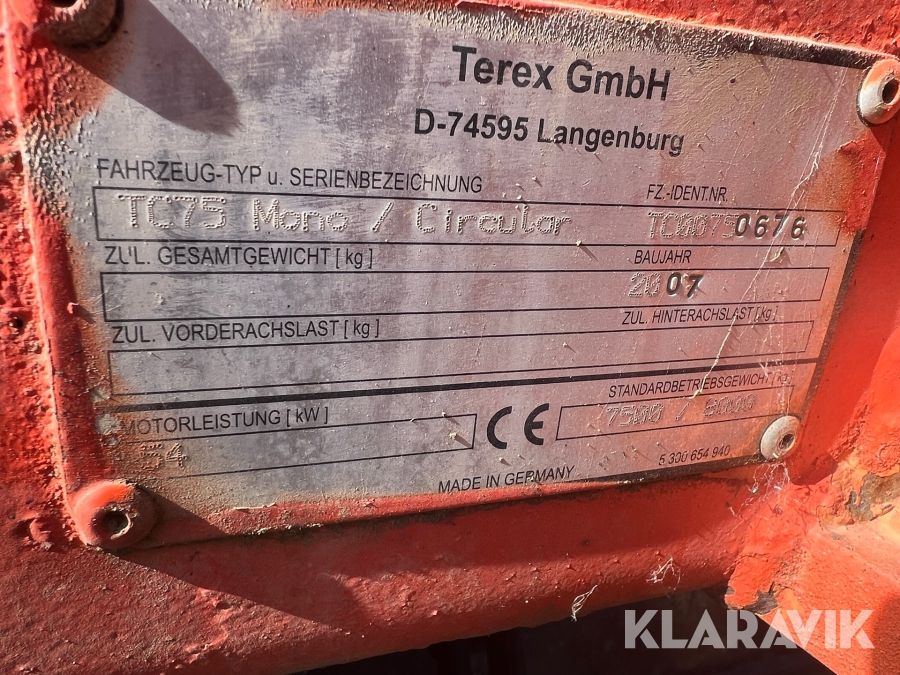 Terex GmbH
D-74595 Langenburg
FAHRZEUG-TYP u. SERIENBEZEICHNUNG FZ.-IDENT.NR.
TC75 Mono / Circular TC00750676
ZUL. GESAMTGEWICHT [ kg ] BAUJAHR
2007
ZUL. VORDERACHSLAST [ kg ] ZUL. HINTERACHSLAST [ kg ]
MOTORLEISTUNG [ kW ] STANDARDBETRIEBSGEWICHT [ kg
54 CE 7500 / 8000
MADE IN GERMANY 5 300 654 940
KLARAVIK